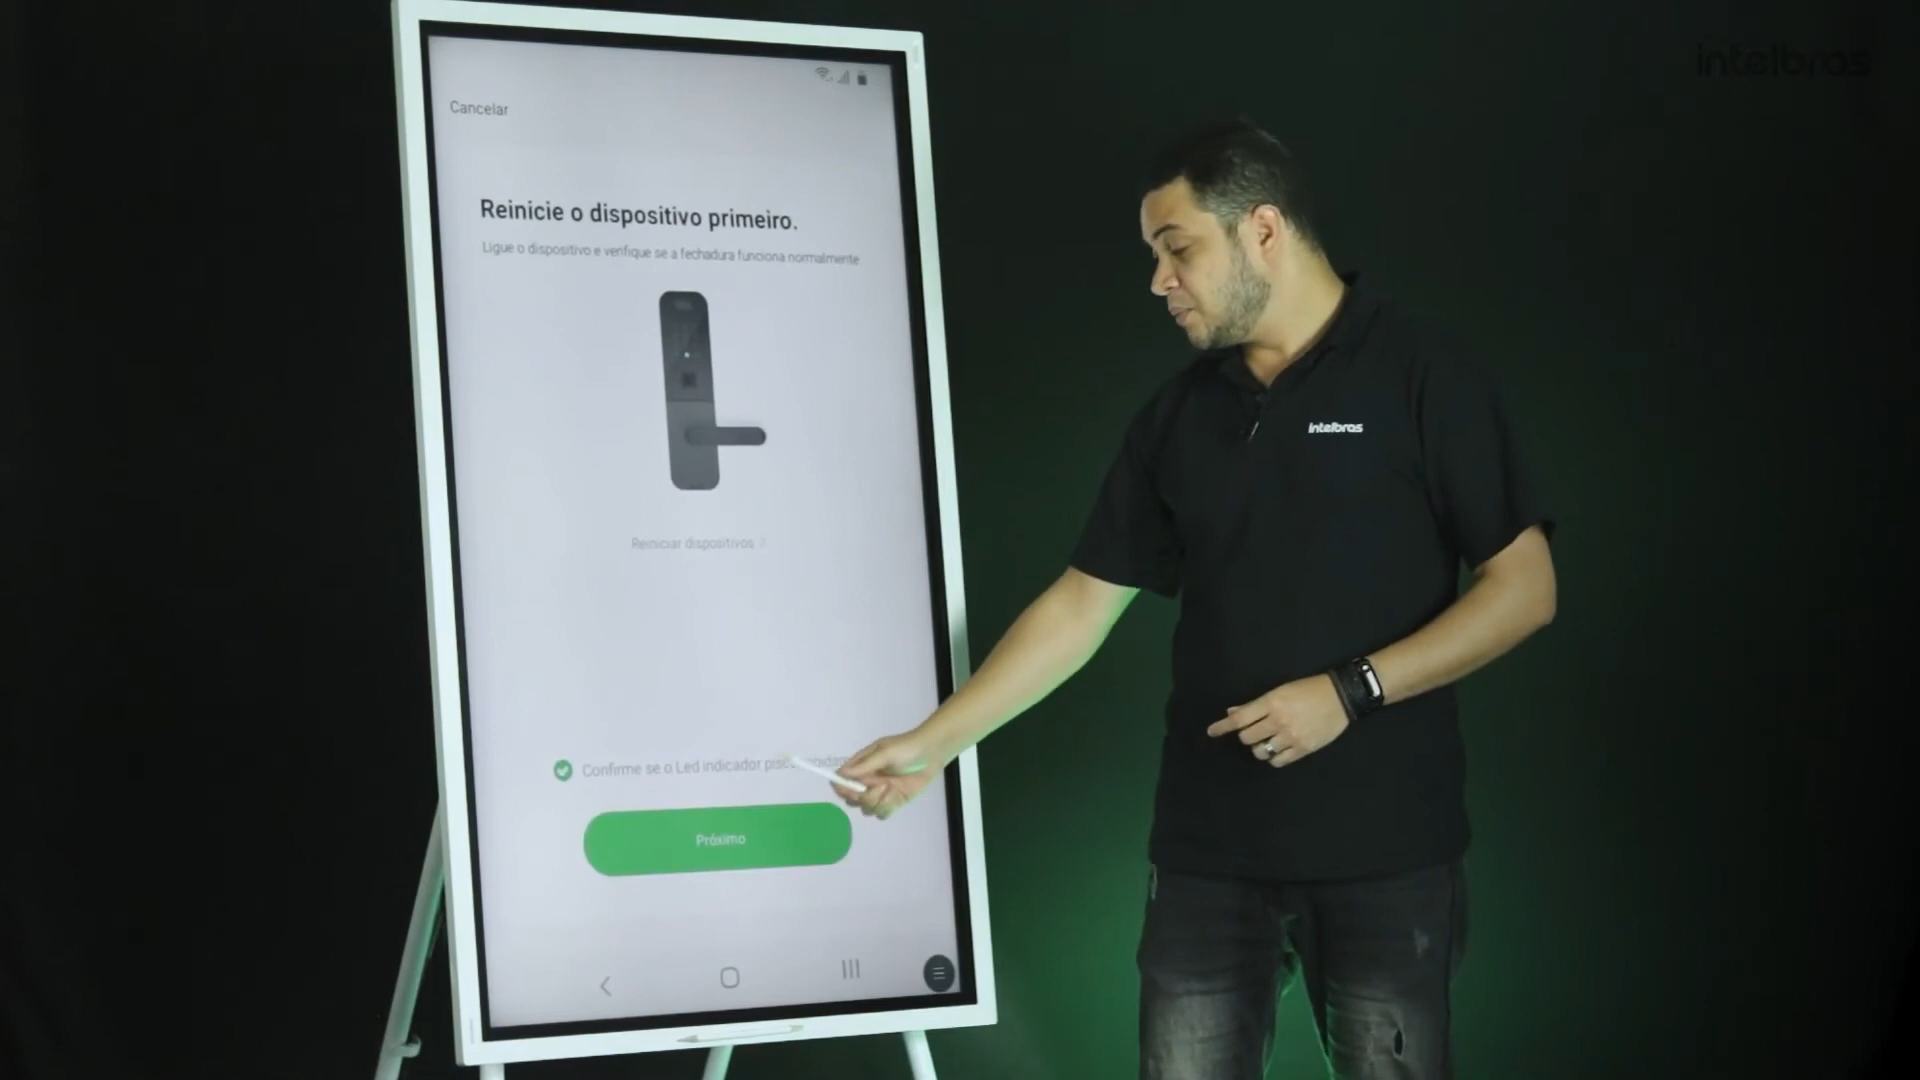 intelbras
Cancelar
Reinicie o dispositivo primeiro.
Ligue o dispositivo e verifique se a fechadura funciona normalmente
Reiniciar dispositivos
Confirme se o Led indicador
Próximo
intelbras